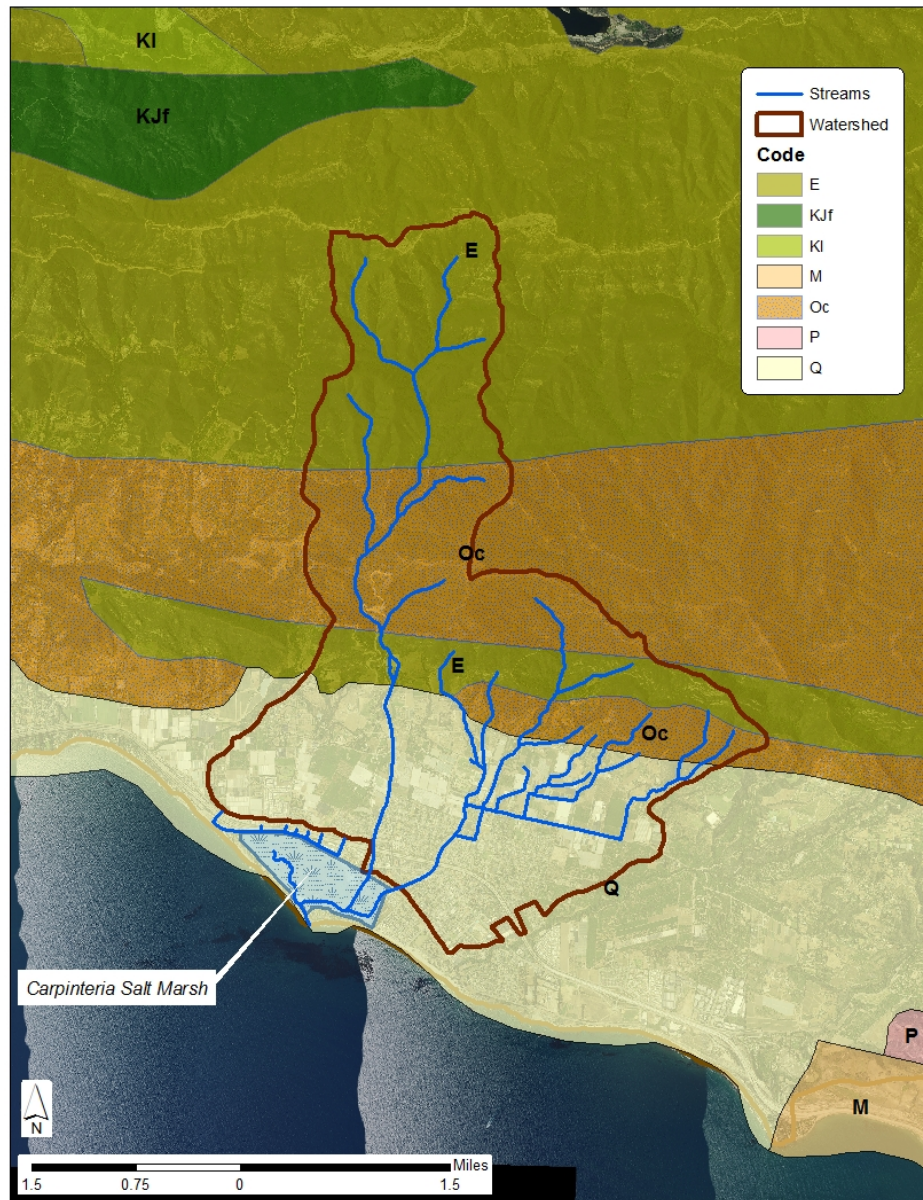 Kl
KJf
Streams
Watershed
Code
E
KJf
Kl
M
Oc
P
Q
E
Oc
E
Oc
Q
Carpinteria Salt Marsh
P
M
N
Miles
1.5 0.75 0 1.5